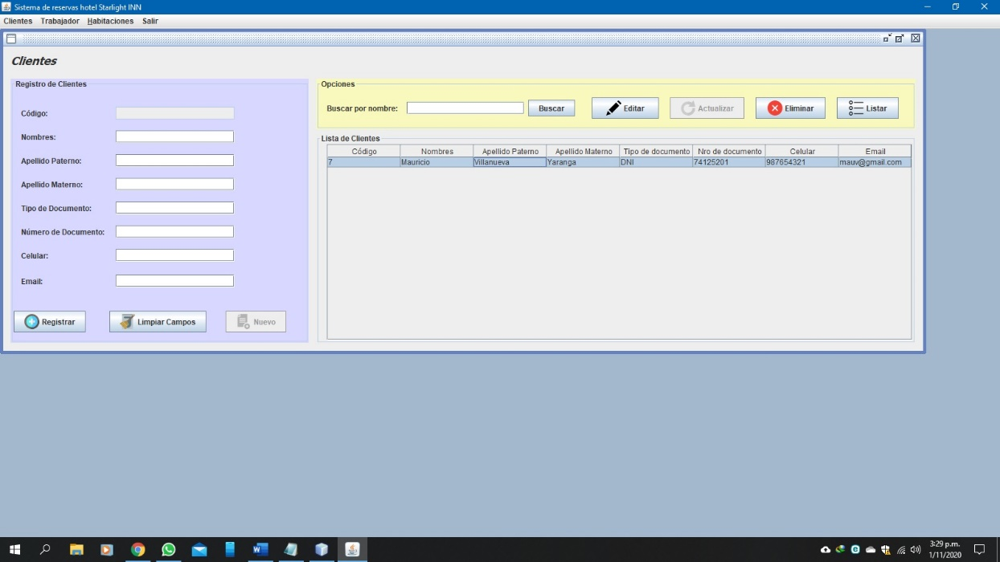 Sistema de reservas hotel Starlight INN
Clientes Trabajador Habitaciones Salir
Clientes
Registro de Clientes
Código:
Nombres:
Apellido Paterno:
Apellido Materno:
Tipo de Documento:
Número de Documento:
Celular:
Email:
Registrar Limpiar Campos Nuevo
Opciones
Buscar por nombre: Buscar Editar Actualizar Eliminar Listar
Lista de Clientes
Código Nombres Apellido Paterno Apellido Materno Tipo de documento Nro de documento Celular Email
7 Mauricio Villanueva Yaranga DNI 74125201 987654321 mauv@gmail.com
3:29 p.m.
1/11/2020